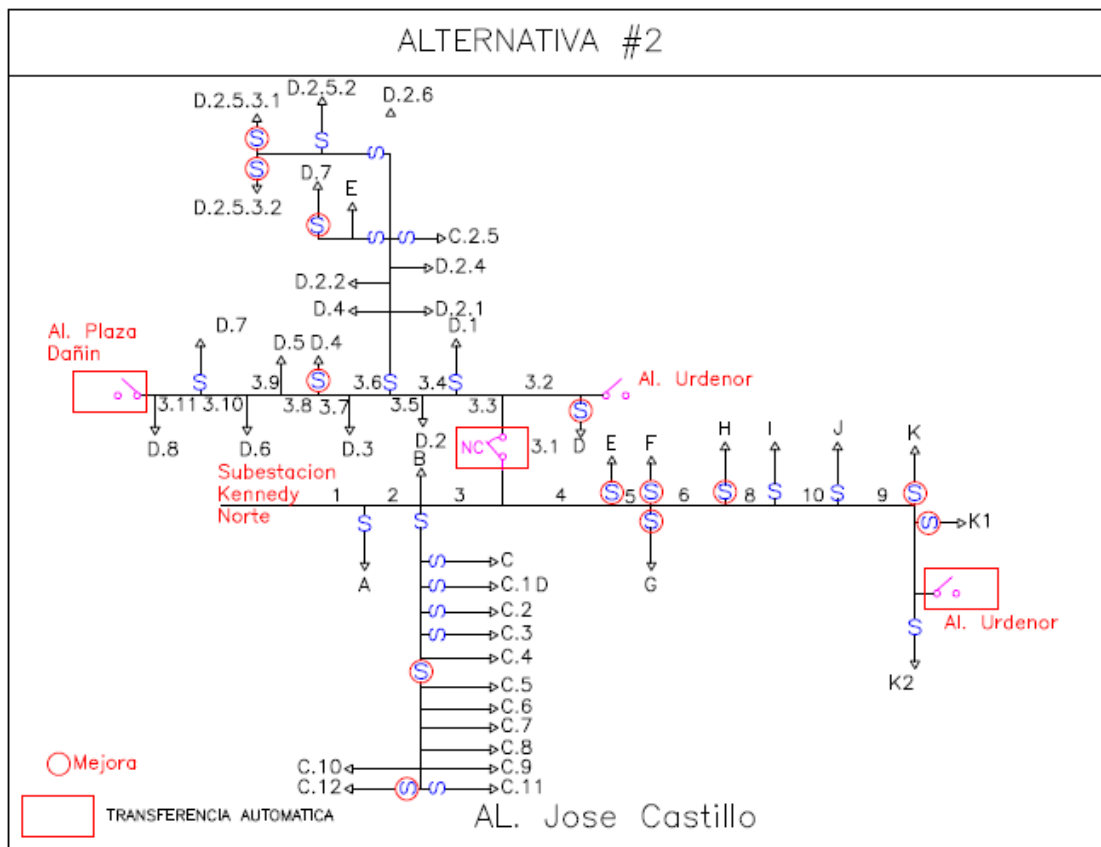 ALTERNATIVA #2
D.2.5.3.1
D.2.5.2
D.2.6
S
S
S
S
S
D.7
E
D.2.5.3.2
S
S
S
C.2.5
D.2.4
D.2.2
D.4
D.2.1
Al. Plaza
Dañin
D.7
D.5
D.4
D.1
Al. Urdenor
S
S
S
S
3.9
3.6
3.4
3.2
3.11
3.10
3.8
3.7
3.5
3.3
S
D.8
D.6
D.3
D.2
NC
3.1
D
E
F
H
I
J
K
B
Subestacion
Kennedy
Norte
1
2
3
4
5
6
8
10
9
S
S
S
S
S
S
S
S
S
S
K1
A
G
S
C
S
C.1D
S
C.2
S
C.3
Al. Urdenor
S
K2
C.4
S
C.5
C.6
C.7
C.8
C.10
C.9
C.12
S
S
C.11
Mejora
TRANSFERENCIA AUTOMATICA
AL. Jose Castillo